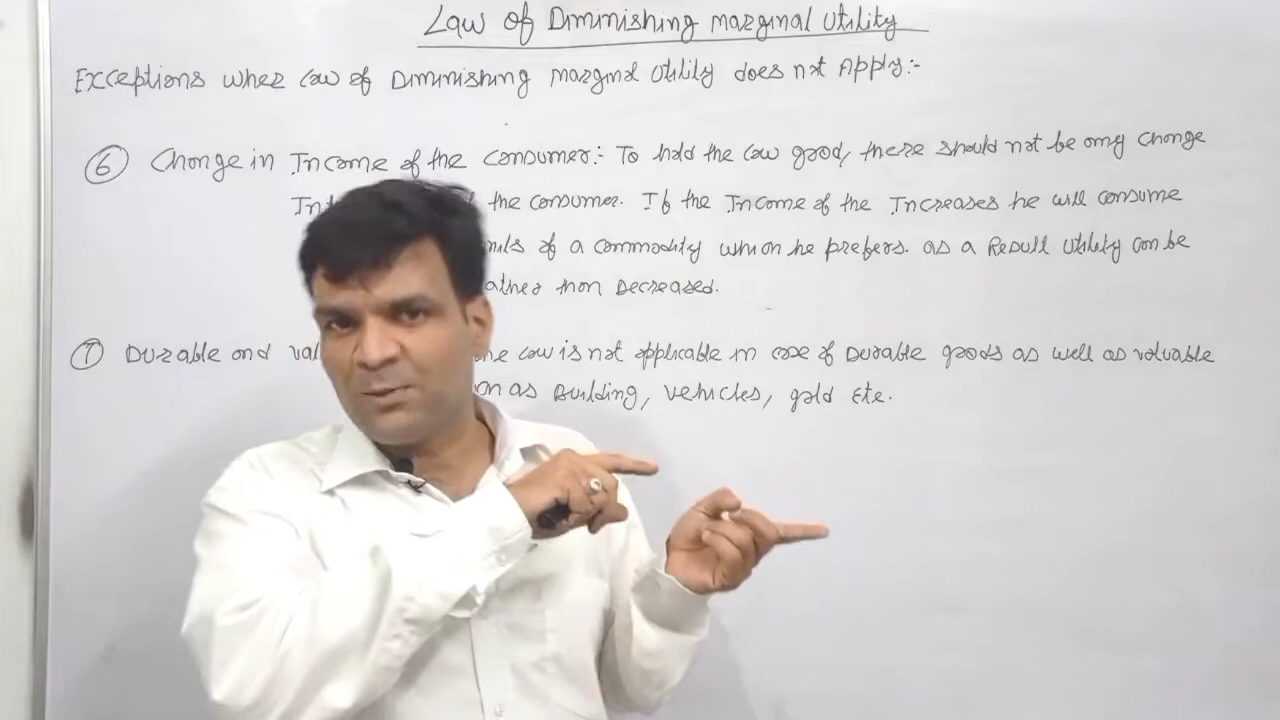 Law of Diminishing Marginal Utility
Exceptions wher Law of Diminishing Marginal Utility does not Apply:-
⑥ Change in Income of the Consumer:- To hold the law good, there should not be any change
In the consumer. If the Income of the Increases he will consume
of a commodity which he prefers. as a Result utility can be
than Decreased.
⑦ Durable and law is not applicable in case of Durable goods as well as valuable
as Building, vehicles, gold Etc.